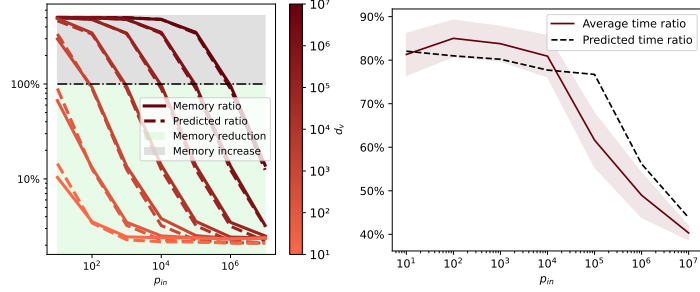 100%
10%
10²
10⁴
10⁶
p_in
Memory ratio
Predicted ratio
Memory reduction
Memory increase
10⁷
10⁶
10⁵
10⁴
10³
10²
10¹
d_v
90%
80%
70%
60%
50%
40%
10¹
10²
10³
10⁴
10⁵
10⁶
10⁷
p_in
Average time ratio
Predicted time ratio